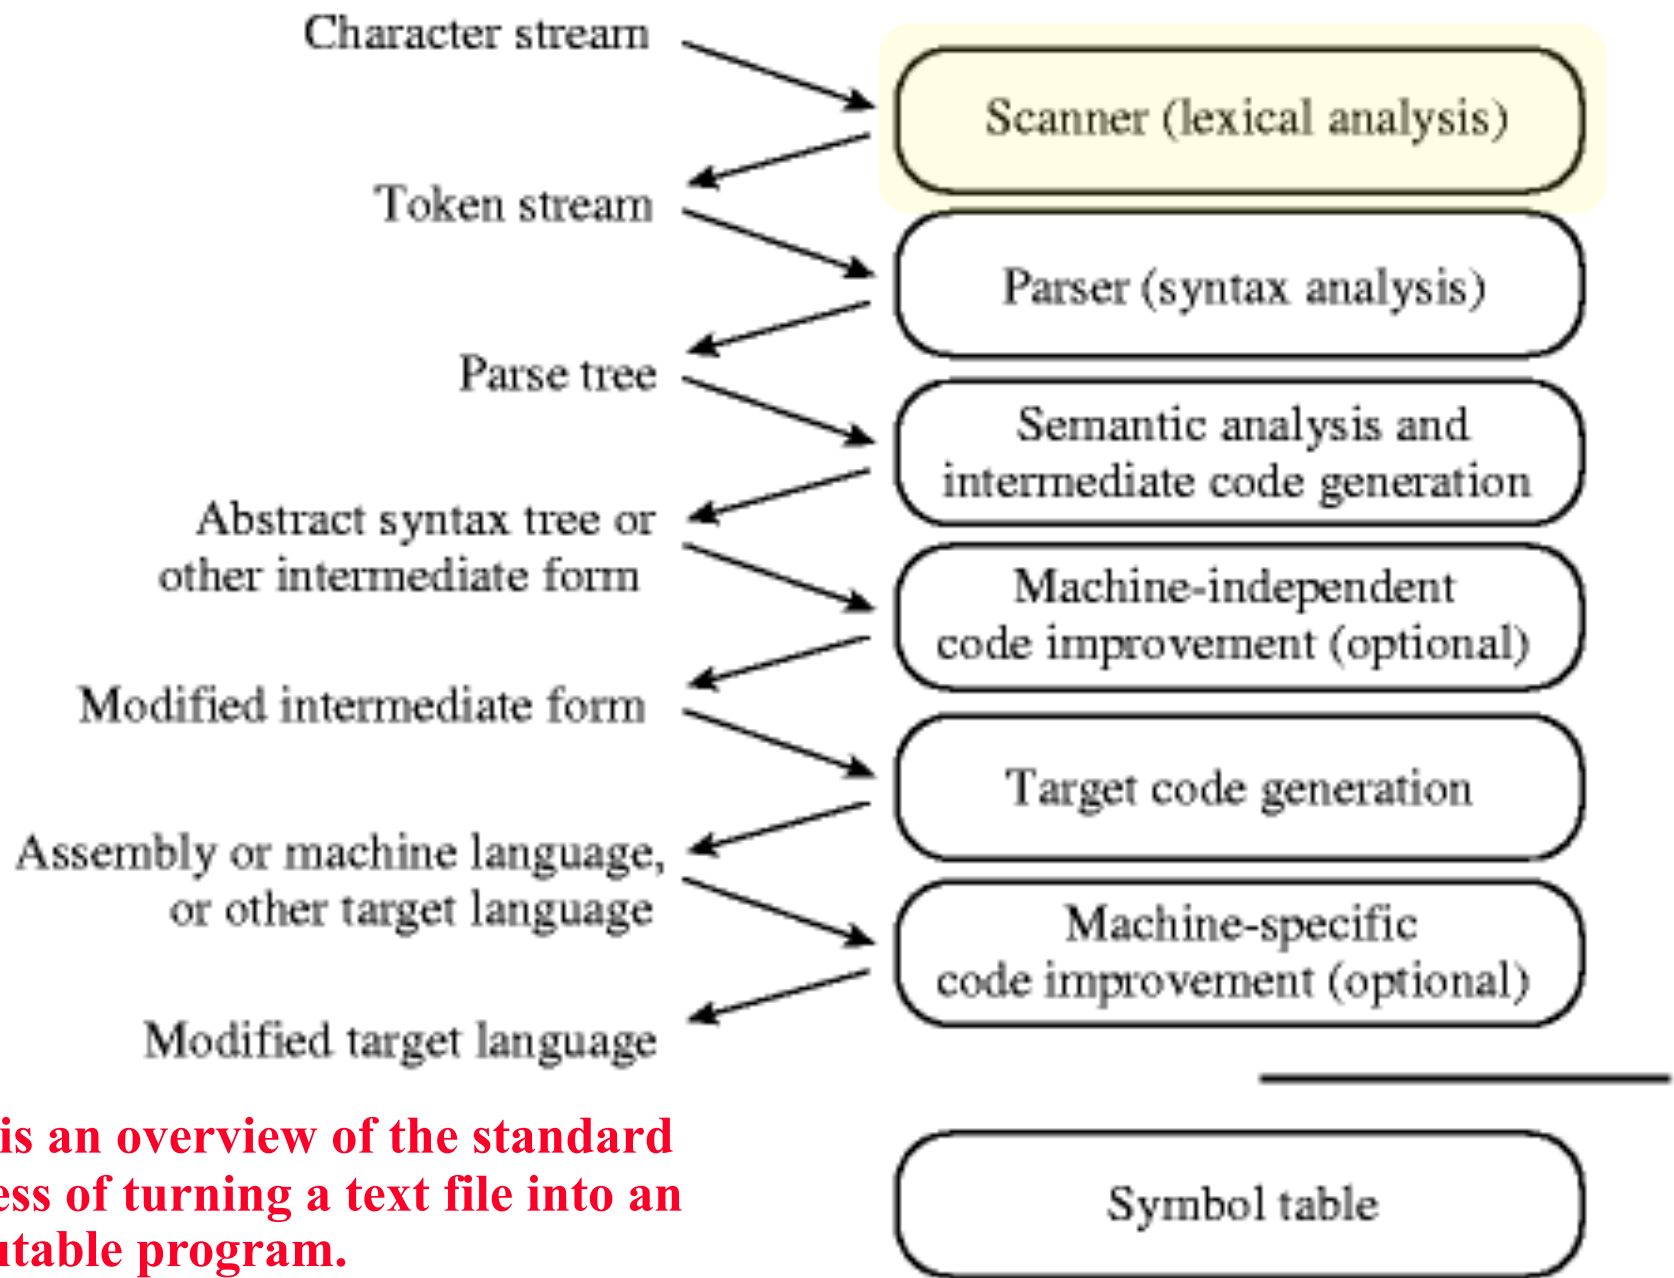 Character stream
Scanner (lexical analysis)
Token stream
Parser (syntax analysis)
Parse tree
Semantic analysis and
intermediate code generation
Abstract syntax tree or
other intermediate form
Machine-independent
code improvement (optional)
Modified intermediate form
Target code generation
Assembly or machine language,
or other target language
Machine-specific
code improvement (optional)
Modified target language
is an overview of the standard
ess of turning a text file into an
utable program.
Symbol table